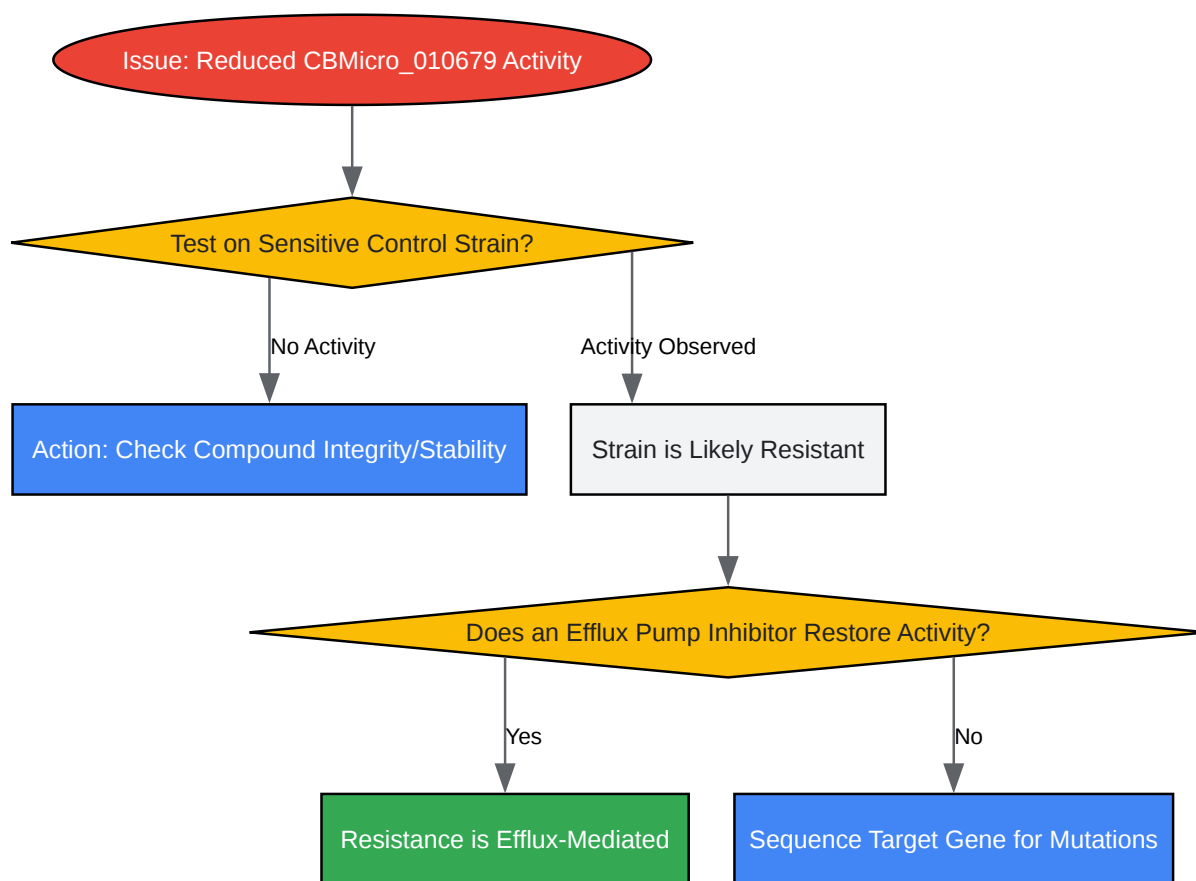 Issue: Reduced CBMicro_010679 Activity
Test on Sensitive Control Strain?
No Activity
Activity Observed
Action: Check Compound Integrity/Stability
Strain is Likely Resistant
Does an Efflux Pump Inhibitor Restore Activity?
Yes
No
Resistance is Efflux-Mediated
Sequence Target Gene for Mutations